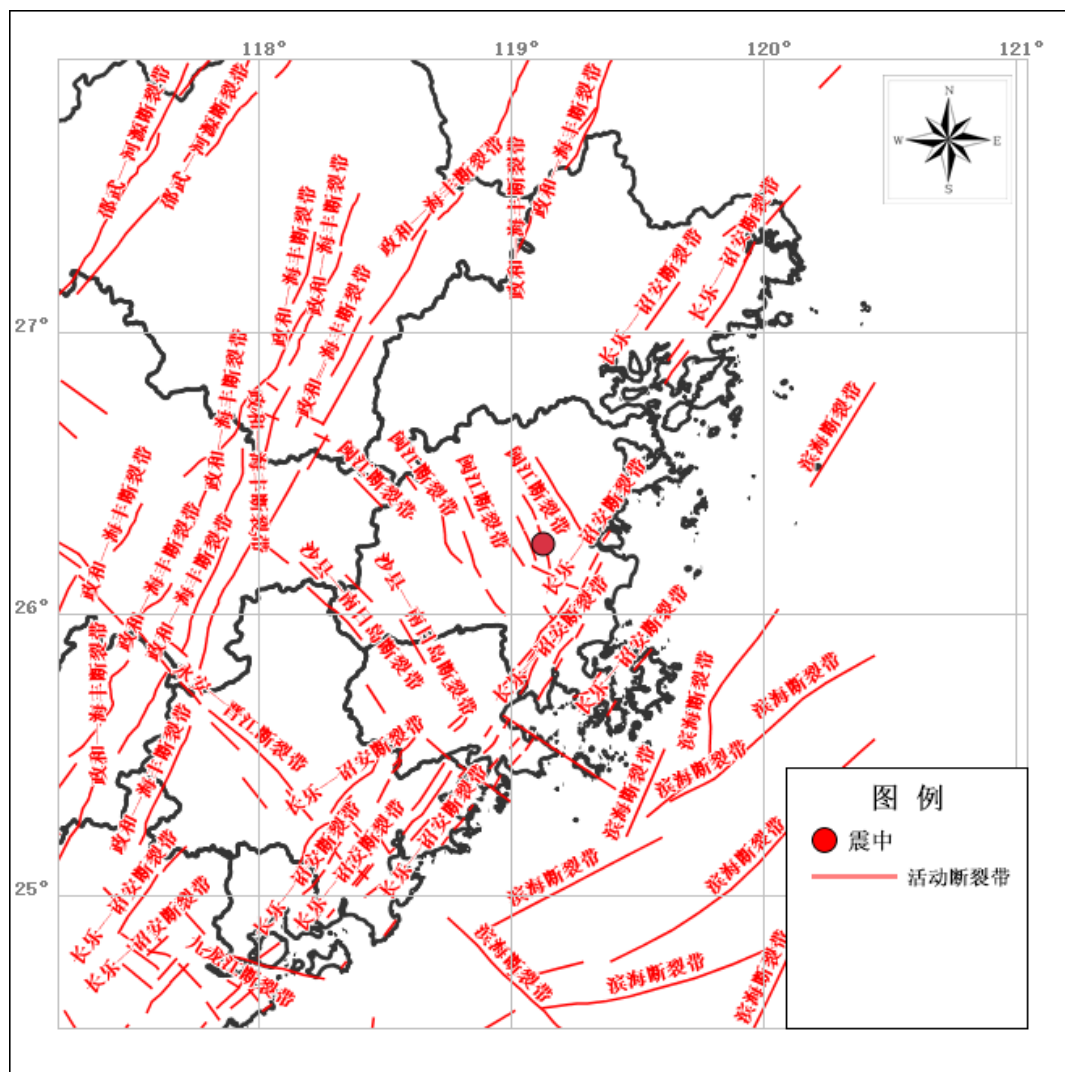 118° 119° 120° 121°
N
W E
S
邵武—河源断裂带
邵武—河源断裂带
政和—海丰断裂带
政和—海丰断裂带
政和—海丰断裂带
政和—海丰断裂带
政和—海丰断裂带
政和—海丰断裂带
长乐—诏安断裂带
长乐—诏安断裂带
27°
政和—海丰断裂带
政和—海丰断裂带
滨海断裂带
闽江断裂带
闽江断裂带
闽江断裂带
闽江断裂带
长乐—诏安断裂带
政和—海丰断裂带
政和—海丰断裂带
政和—海丰断裂带
沙县—南日岛断裂带
沙县—南日岛断裂带
26°
长乐—诏安断裂带
长乐—诏安断裂带
政和—海丰断裂带
永安—晋江断裂带
滨海断裂带
滨海断裂带
滨海断裂带
滨海断裂带
政和—海丰断裂带
长乐—诏安断裂带
长乐—诏安断裂带
长乐—诏安断裂带
长乐—诏安断裂带
图 例
震中
活动断裂带
25°
长乐—诏安断裂带
长乐—诏安断裂带
滨海断裂带
滨海断裂带
九龙江断裂带
滨海断裂带
滨海断裂带
滨海断裂带